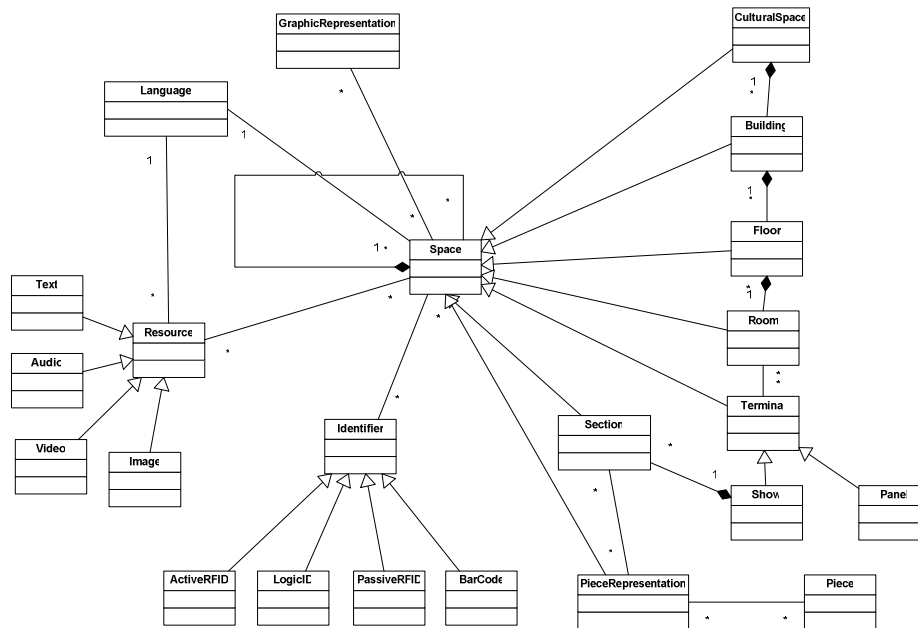 GraphicRepresentation
CulturalSpace
*
1
*
Language
Building
1
1
*
1
*
*
Floor
1
*
Space
*
1
Text
*
*
Resource
Room
*
Audio
*
*
*
Terminal
Identifier
Section
*
Video
Image
1
*
Show
Panel
*
ActiveRFID
LogicID
PassiveRFID
BarCode
PieceRepresentation
Piece
*
*